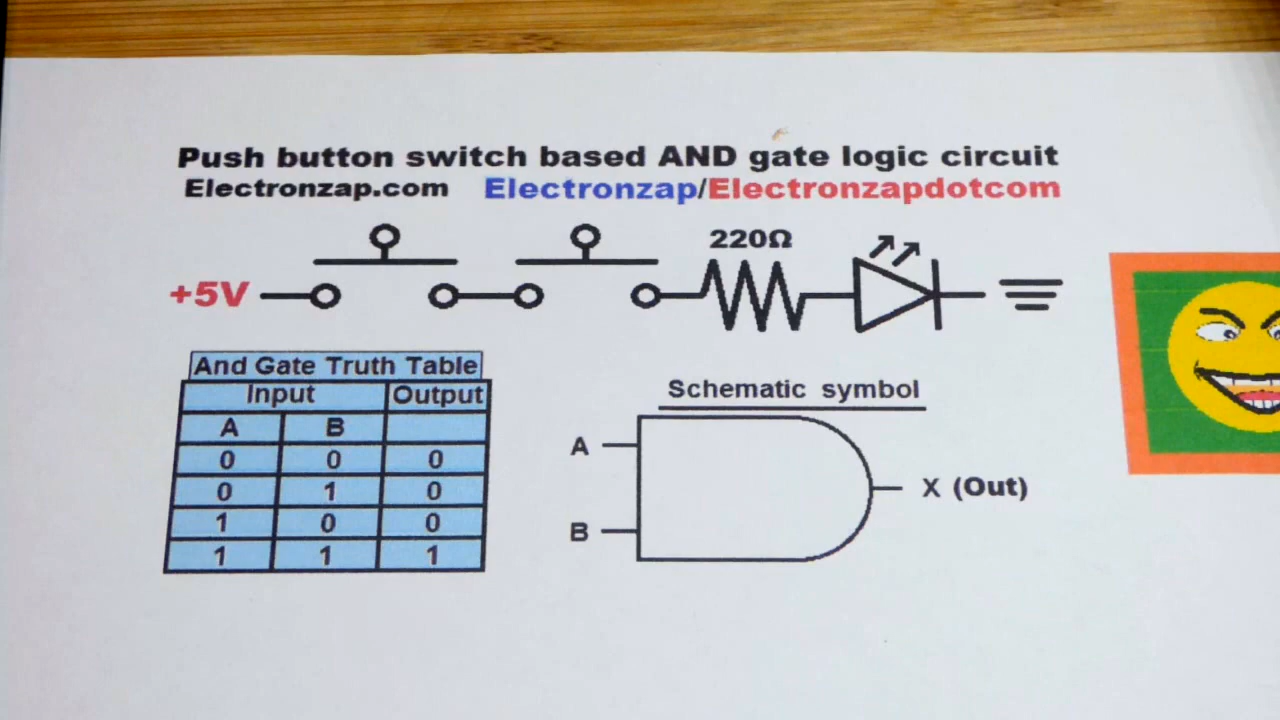 Push button switch based AND gate logic circuit
Electronzap.com Electronzap/Electronzapdotcom
220Ω
+5V
And Gate Truth Table
Input Output
A B
0 0 0
0 1 0
1 0 0
1 1 1
Schematic symbol
A
X (Out)
B